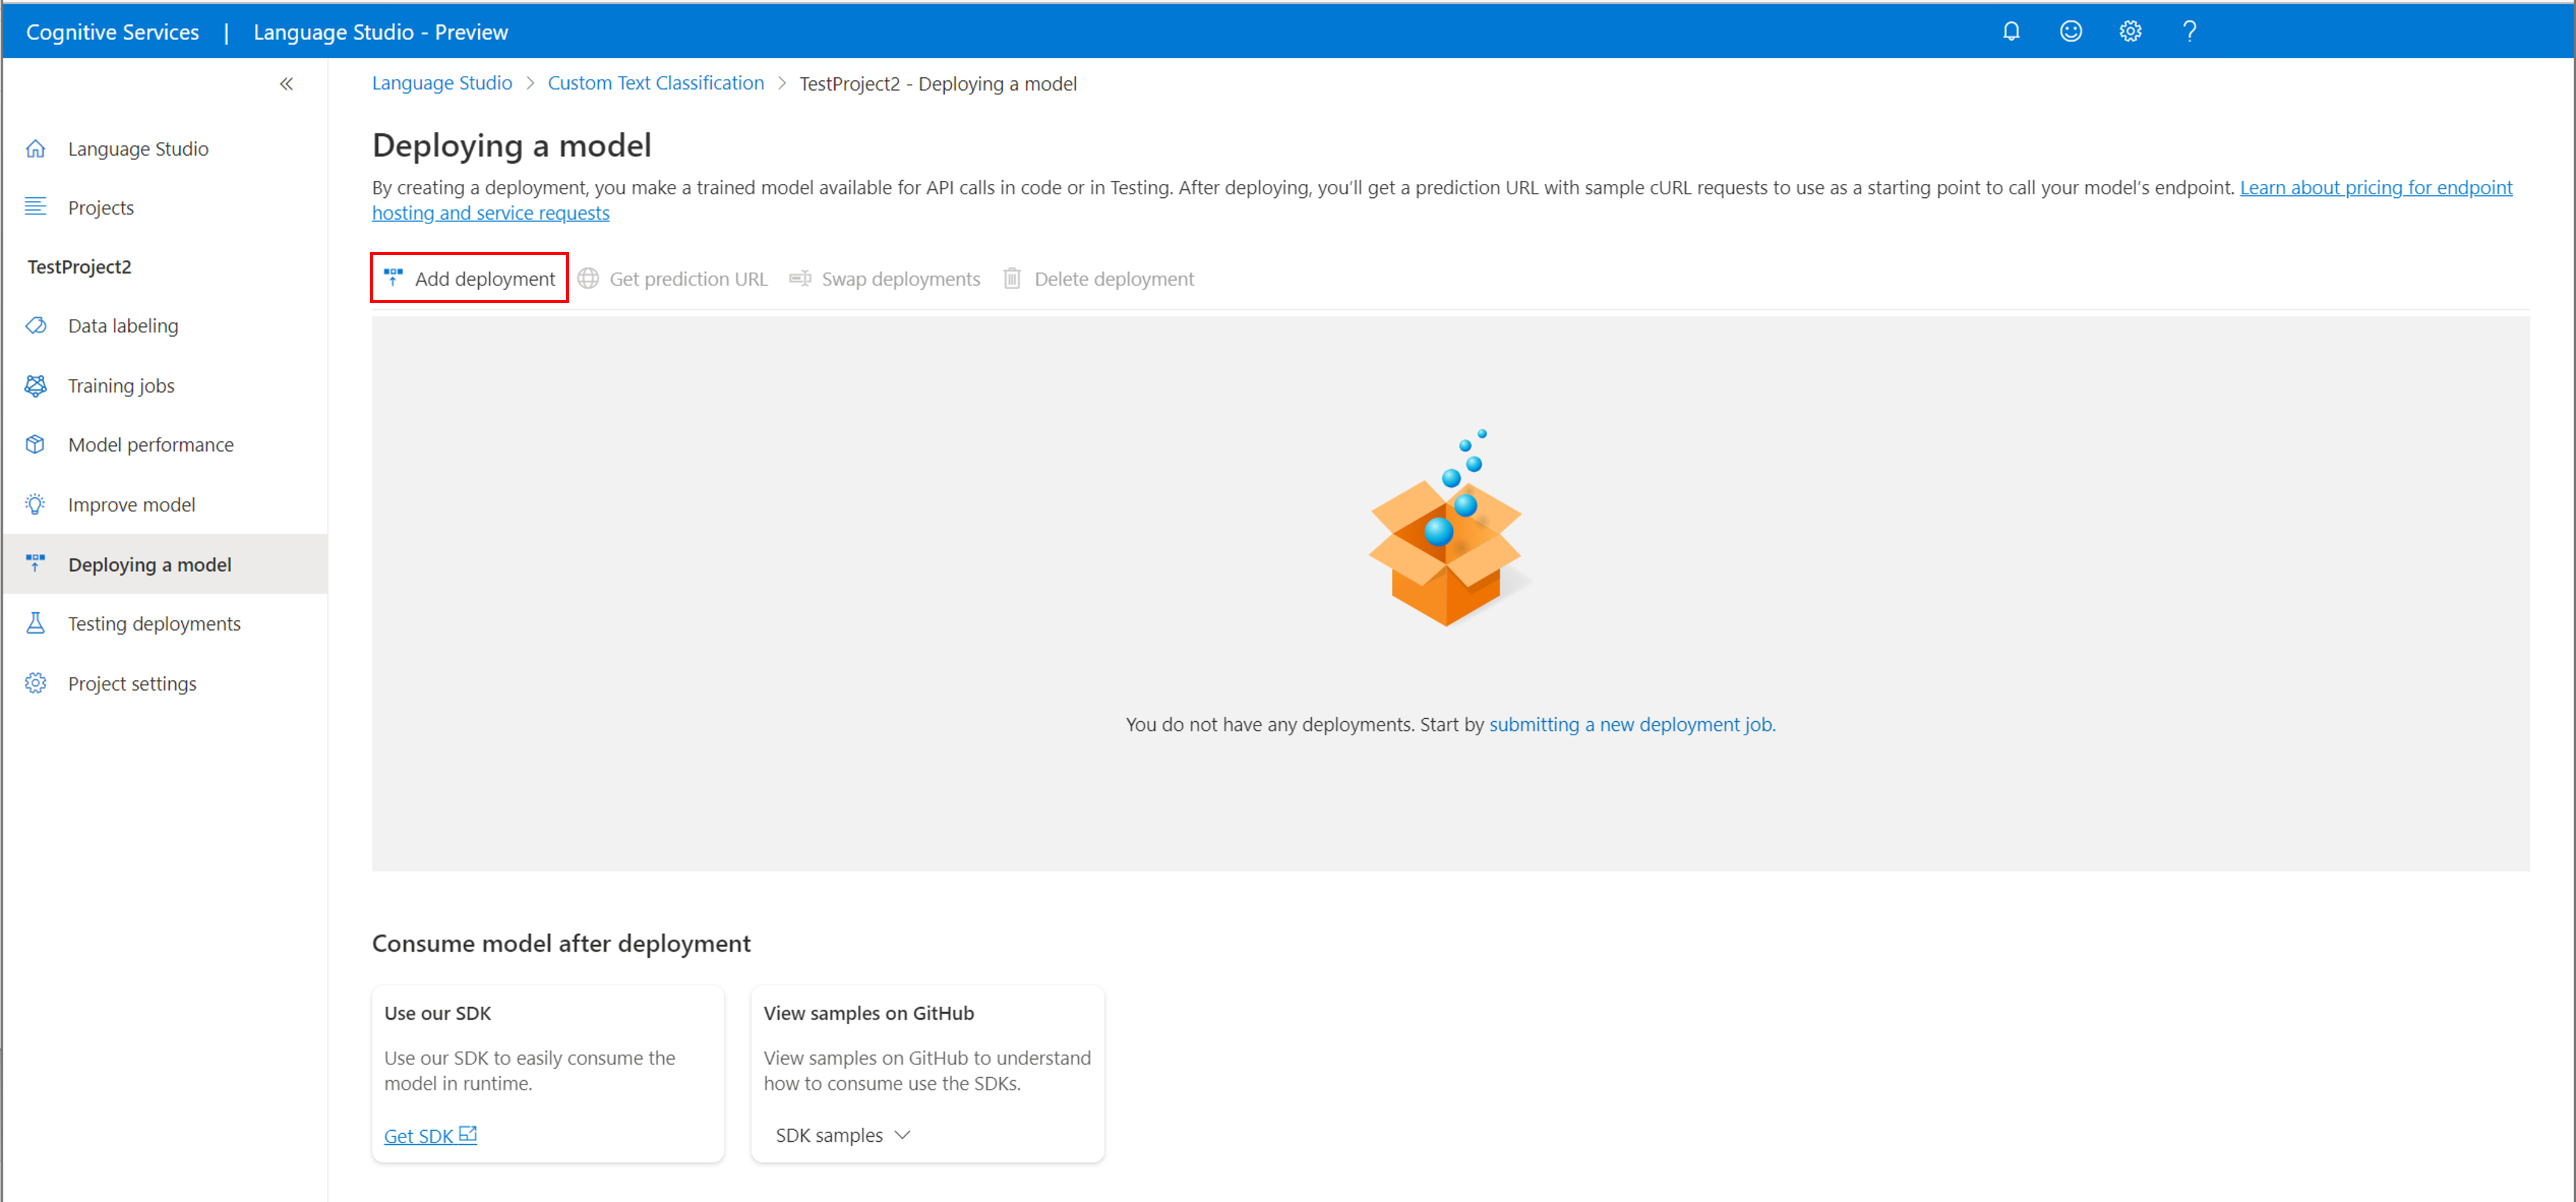 Cognitive Services | Language Studio - Preview
Language Studio > Custom Text Classification > TestProject2 - Deploying a model
Language Studio
Projects
TestProject2
Data labeling
Training jobs
Model performance
Improve model
Deploying a model
Testing deployments
Project settings
Deploying a model
By creating a deployment, you make a trained model available for API calls in code or in Testing. After deploying, you'll get a prediction URL with sample cURL requests to use as a starting point to call your model's endpoint. Learn about pricing for endpoint
hosting and service requests
Add deployment Get prediction URL Swap deployments Delete deployment
You do not have any deployments. Start by submitting a new deployment job.
Consume model after deployment
Use our SDK
Use our SDK to easily consume the
model in runtime.
Get SDK
View samples on GitHub
View samples on GitHub to understand
how to consume use the SDKs.
SDK samples